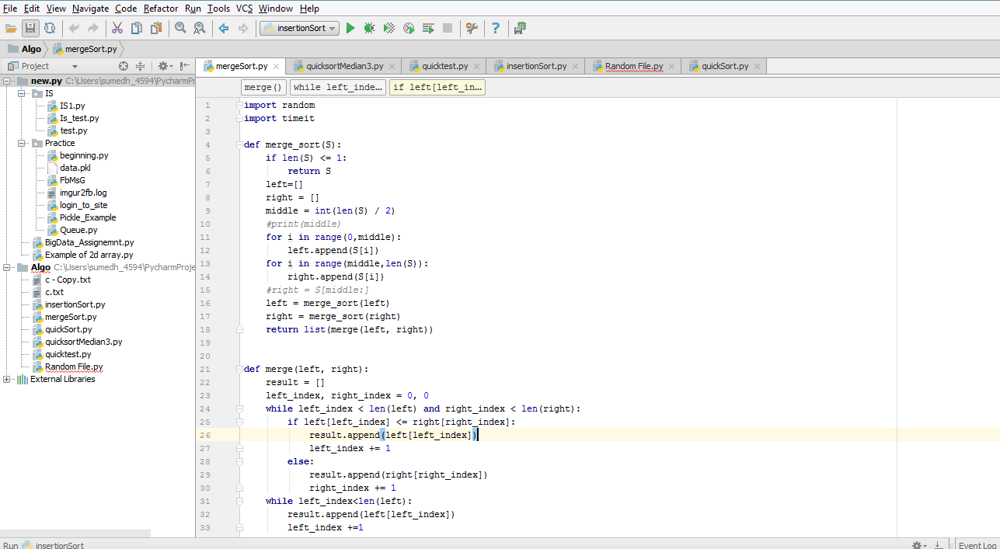 File Edit View Navigate Code Refactor Run Tools VCS Window Help
insertionSort
Algo mergeSort.py
Project
mergeSort.py quicksortMedian3.py quicktest.py insertionSort.py Random File.py quickSort.py
new.py C:\Users\sumedh_4594\PycharmPr
IS
IS1.py
Is_test.py
test.py
Practice
beginning.py
data.pkl
FbMsG
imgur2fb.log
login_to_site
Pickle_Example
Queue.py
BigData_Assignemnt.py
Example of 2d array.py
Algo C:\Users\sumedh_4594\PycharmProje
c - Copy.txt
c.txt
insertionSort.py
mergeSort.py
quickSort.py
quicksortMedian3.py
quicktest.py
Random File.py
External Libraries
merge() while left_inde... if left[left_in...
1 import random
2 import timeit
3
4 def merge_sort(S):
5 if len(S) <= 1:
6 return S
7 left=[]
8 right = []
9 middle = int(len(S) / 2)
10 #print(middle)
11 for i in range(0,middle):
12 left.append(S[i])
13 for i in range(middle,len(S)):
14 right.append(S[i])
15 #right = S[middle:]
16 left = merge_sort(left)
17 right = merge_sort(right)
18 return list(merge(left, right))
19
20
21 def merge(left, right):
22 result = []
23 left_index, right_index = 0, 0
24 while left_index < len(left) and right_index < len(right):
25 if left[left_index] <= right[right_index]:
26 result.append(left[left_index])
27 left_index += 1
28 else:
29 result.append(right[right_index])
30 right_index += 1
31 while left_index<len(left):
32 result.append(left[left_index])
33 left_index +=1
Run insertionSort
Event Log